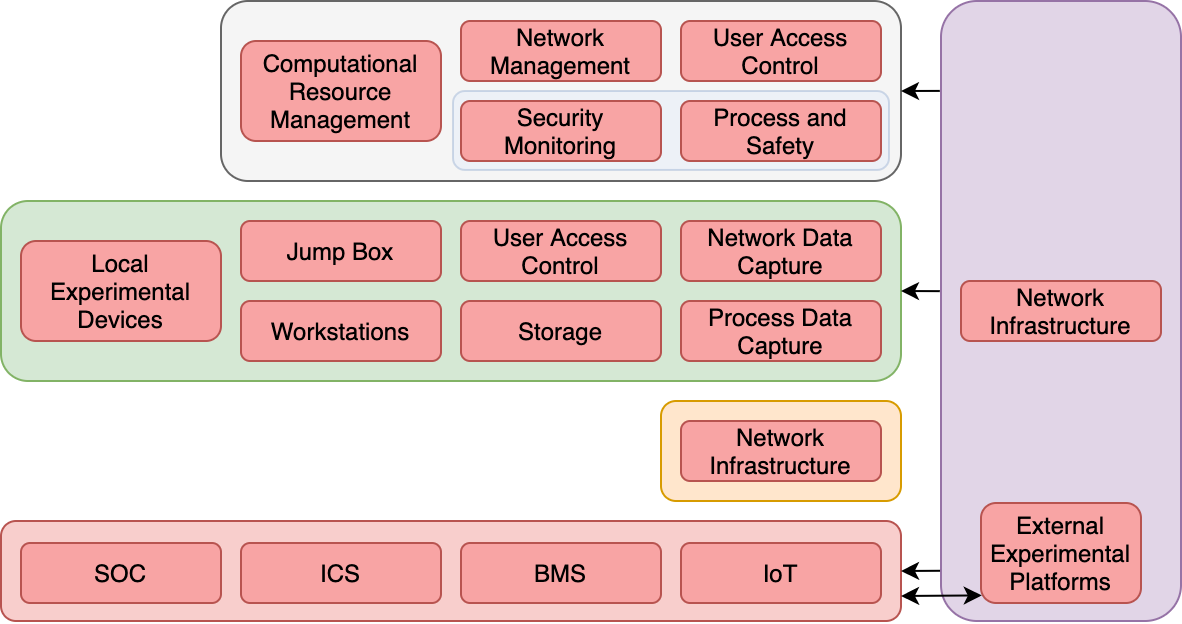 Computational
Resource
Management
Network
Management
User Access
Control
Security
Monitoring
Process and
Safety
Local
Experimental
Devices
Jump Box
User Access
Control
Network Data
Capture
Workstations
Storage
Process Data
Capture
Network
Infrastructure
Network
Infrastructure
SOC
ICS
BMS
IoT
External
Experimental
Platforms